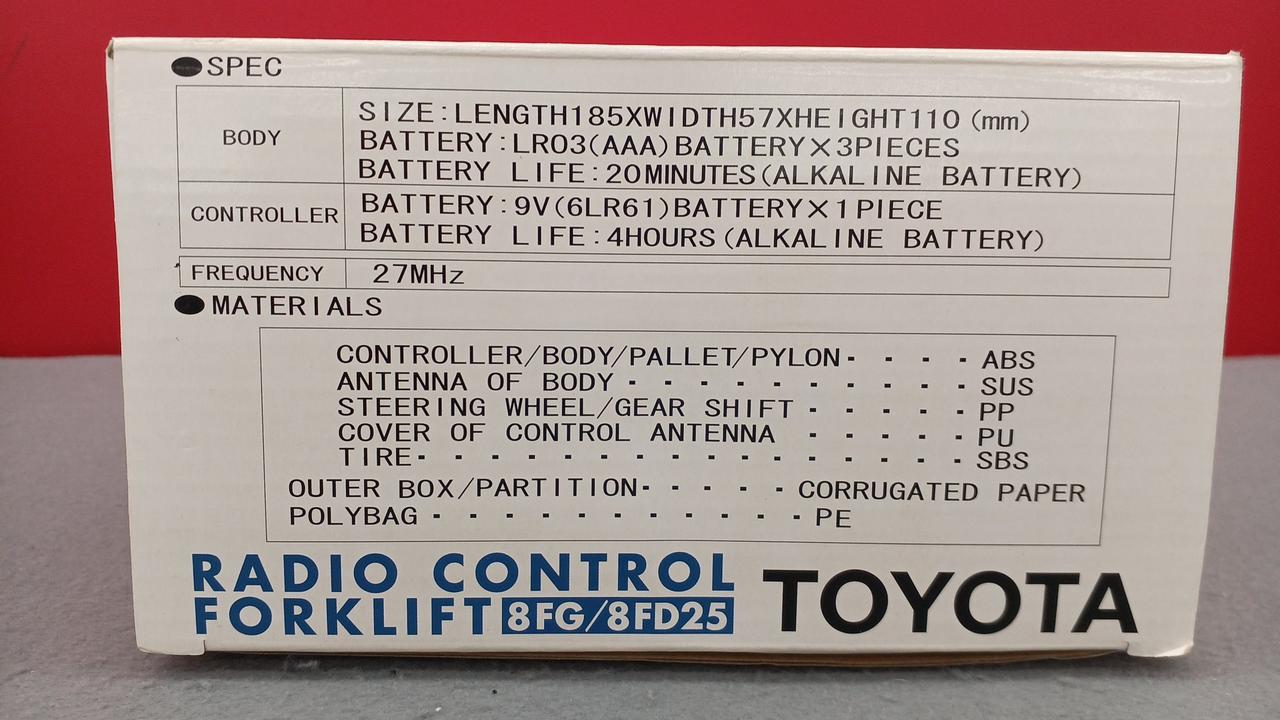 ●SPEC
BODY
SIZE:LENGTH185XWIDTH57XHEIGHT110(mm)
BATTERY:LR03(AAA)BATTERY×3PIECES
BATTERY LIFE:20MINUTES(ALKALINE BATTERY)
CONTROLLER
BATTERY:9V(6LR61)BATTERY×1PIECE
BATTERY LIFE:4HOURS(ALKALINE BATTERY)
FREQUENCY 27MHz
●MATERIALS
CONTROLLER/BODY/PALLET/PYLON・・・・ABS
ANTENNA OF BODY・・・・・・・・・・SUS
STEERING WHEEL/GEAR SHIFT・・・・・PP
COVER OF CONTROL ANTENNA ・・・・・PU
TIRE・・・・・・・・・・・・・・・・SBS
OUTER BOX/PARTITION・・・・・CORRUGATED PAPER
POLYBAG・・・・・・・・・・・・PE
RADIO CONTROL
FORKLIFT 8FG/8FD25
TOYOTA